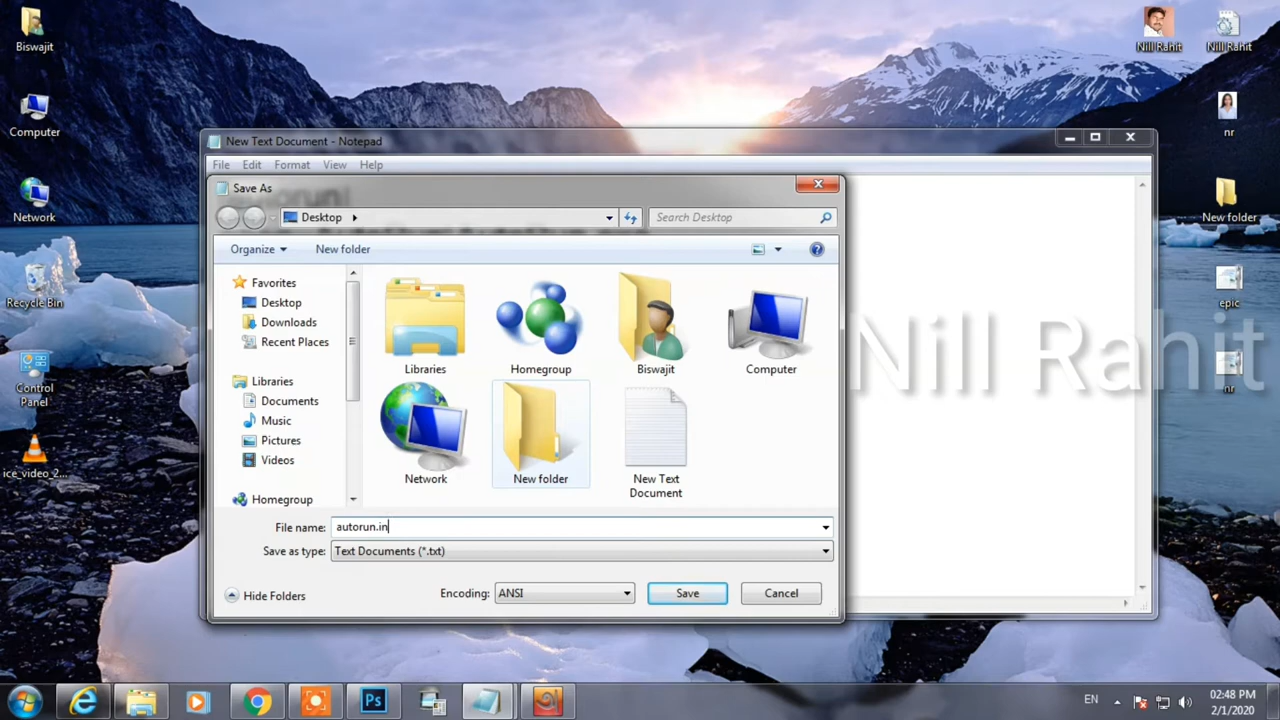 Biswajit
Computer
Network
Recycle Bin
Control
Panel
ice_video_2...
Nill Rahit
Nill Rahit
nr
New folder
epic
nr
New Text Document - Notepad
File Edit Format View Help
Save As
Desktop
Search Desktop
Organize
New folder
Favorites
Desktop
Downloads
Recent Places
Libraries
Documents
Music
Pictures
Videos
Homegroup
Libraries
Homegroup
Biswajit
Computer
Network
New folder
New Text
Document
File name: autorun.in
Save as type: Text Documents (*.txt)
Hide Folders
Encoding: ANSI
Save
Cancel
Nill Rahit
Ps
EN
02:48 PM
2/1/2020